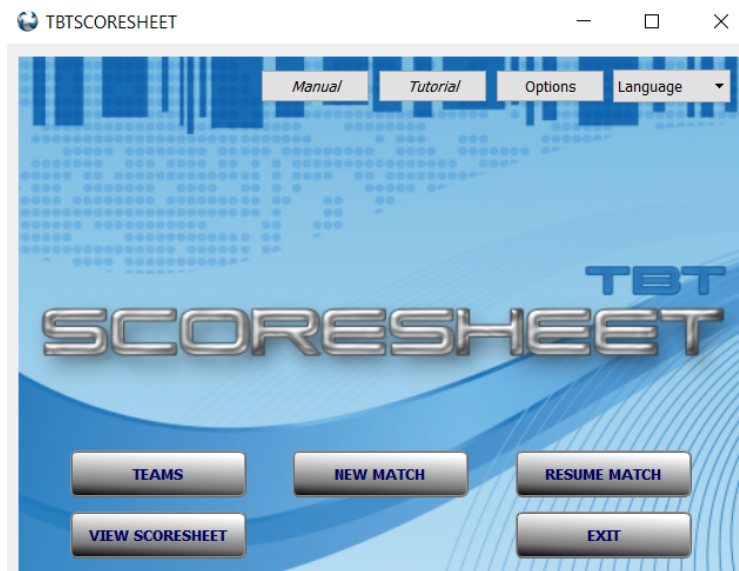 TBTSCORESHEET
Manual Tutorial Options Language
TBT
SCORESHEET
TEAMS NEW MATCH RESUME MATCH
VIEW SCORESHEET EXIT